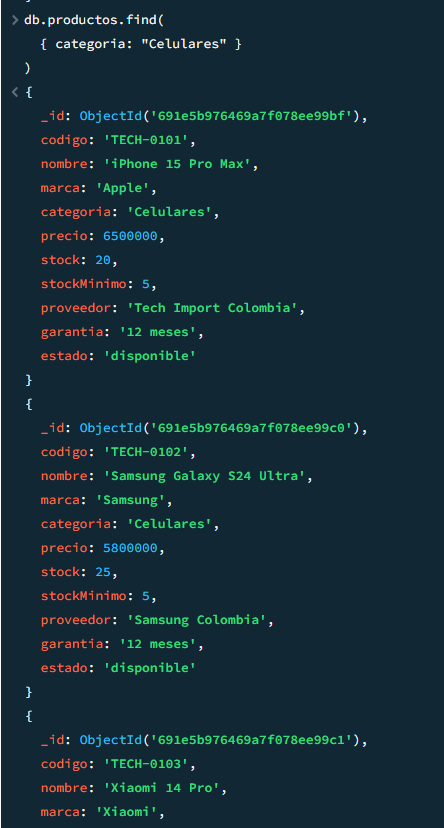 > db.productos.find(
{ categoria: "Celulares" }
)
< {
_id: ObjectId('691e5b976469a7f078ee99bf'),
codigo: 'TECH-0101',
nombre: 'iPhone 15 Pro Max',
marca: 'Apple',
categoria: 'Celulares',
precio: 6500000,
stock: 20,
stockMinimo: 5,
proveedor: 'Tech Import Colombia',
garantia: '12 meses',
estado: 'disponible'
}
{
_id: ObjectId('691e5b976469a7f078ee99c0'),
codigo: 'TECH-0102',
nombre: 'Samsung Galaxy S24 Ultra',
marca: 'Samsung',
categoria: 'Celulares',
precio: 5800000,
stock: 25,
stockMinimo: 5,
proveedor: 'Samsung Colombia',
garantia: '12 meses',
estado: 'disponible'
}
{
_id: ObjectId('691e5b976469a7f078ee99c1'),
codigo: 'TECH-0103',
nombre: 'Xiaomi 14 Pro',
marca: 'Xiaomi',